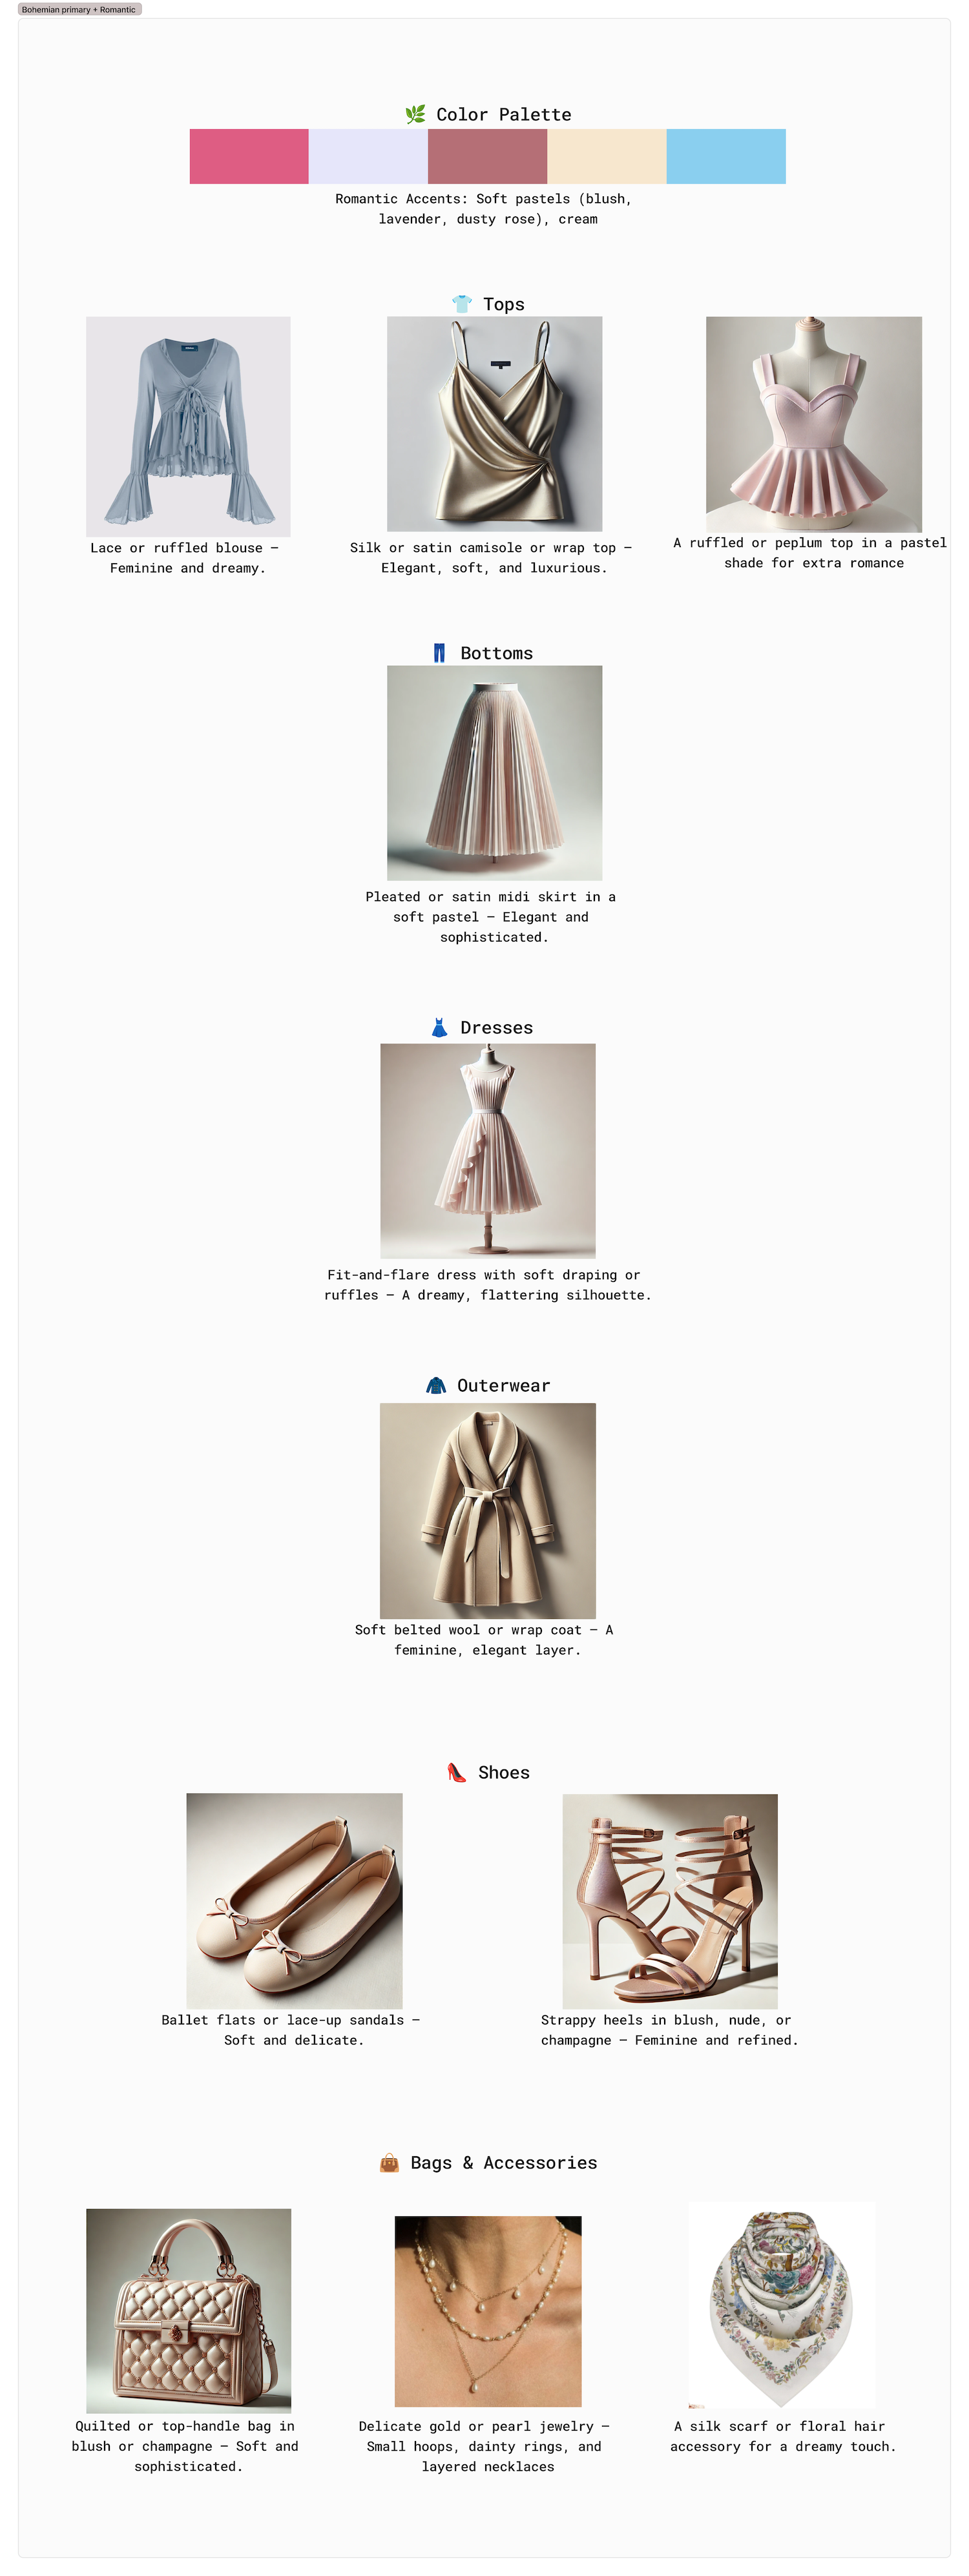 Bohemian primary + Romantic
🌿 Color Palette
Romantic Accents: Soft pastels (blush,
lavender, dusty rose), cream
👕 Tops
Lace or ruffled blouse –
Feminine and dreamy.
Silk or satin camisole or wrap top –
Elegant, soft, and luxurious.
A ruffled or peplum top in a pastel
shade for extra romance
👖 Bottoms
Pleated or satin midi skirt in a
soft pastel – Elegant and
sophisticated.
👗 Dresses
Fit-and-flare dress with soft draping or
ruffles – A dreamy, flattering silhouette.
🧥 Outerwear
Soft belted wool or wrap coat – A
feminine, elegant layer.
👠 Shoes
Ballet flats or lace-up sandals –
Soft and delicate.
Strappy heels in blush, nude, or
champagne – Feminine and refined.
👜 Bags & Accessories
Quilted or top-handle bag in
blush or champagne – Soft and
sophisticated.
Delicate gold or pearl jewelry –
Small hoops, dainty rings, and
layered necklaces
A silk scarf or floral hair
accessory for a dreamy touch.